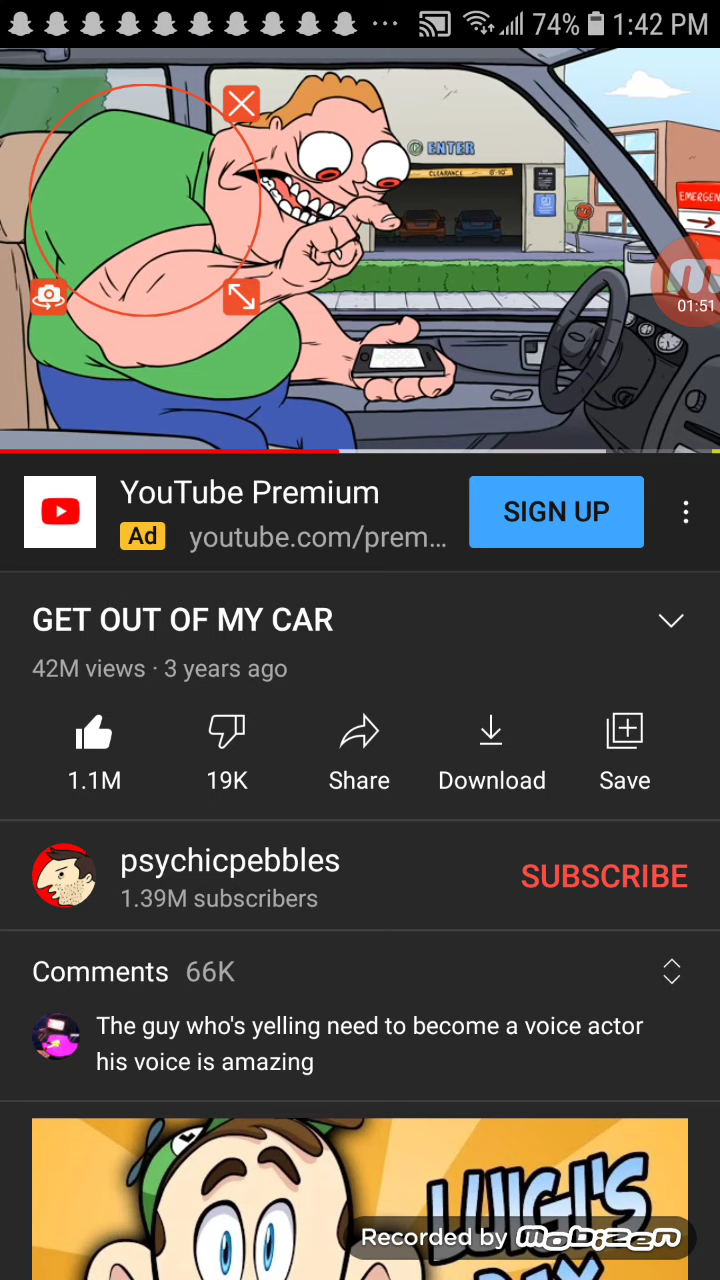 74% 1:42 PM
ENTER
CLEARANCE 8'-10"
EMERGEN
01:51
YouTube Premium
Ad youtube.com/prem...
SIGN UP
GET OUT OF MY CAR
42M views · 3 years ago
1.1M 19K Share Download Save
psychicpebbles
1.39M subscribers
SUBSCRIBE
Comments 66K
The guy who's yelling need to become a voice actor
his voice is amazing
LUIGI'S
DAY
Recorded by mobizen